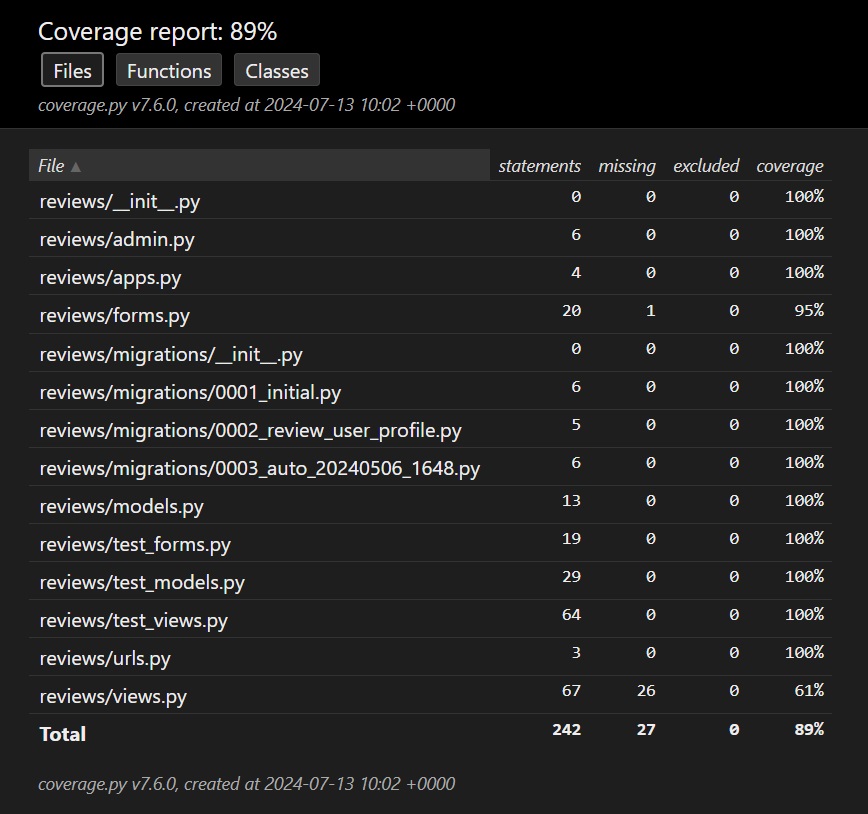 Coverage report: 89%
Files Functions Classes
coverage.py v7.6.0, created at 2024-07-13 10:02 +0000
File ▲ statements missing excluded coverage
reviews/__init__.py 0 0 0 100%
reviews/admin.py 6 0 0 100%
reviews/apps.py 4 0 0 100%
reviews/forms.py 20 1 0 95%
reviews/migrations/__init__.py 0 0 0 100%
reviews/migrations/0001_initial.py 6 0 0 100%
reviews/migrations/0002_review_user_profile.py 5 0 0 100%
reviews/migrations/0003_auto_20240506_1648.py 6 0 0 100%
reviews/models.py 13 0 0 100%
reviews/test_forms.py 19 0 0 100%
reviews/test_models.py 29 0 0 100%
reviews/test_views.py 64 0 0 100%
reviews/urls.py 3 0 0 100%
reviews/views.py 67 26 0 61%
Total 242 27 0 89%
coverage.py v7.6.0, created at 2024-07-13 10:02 +0000